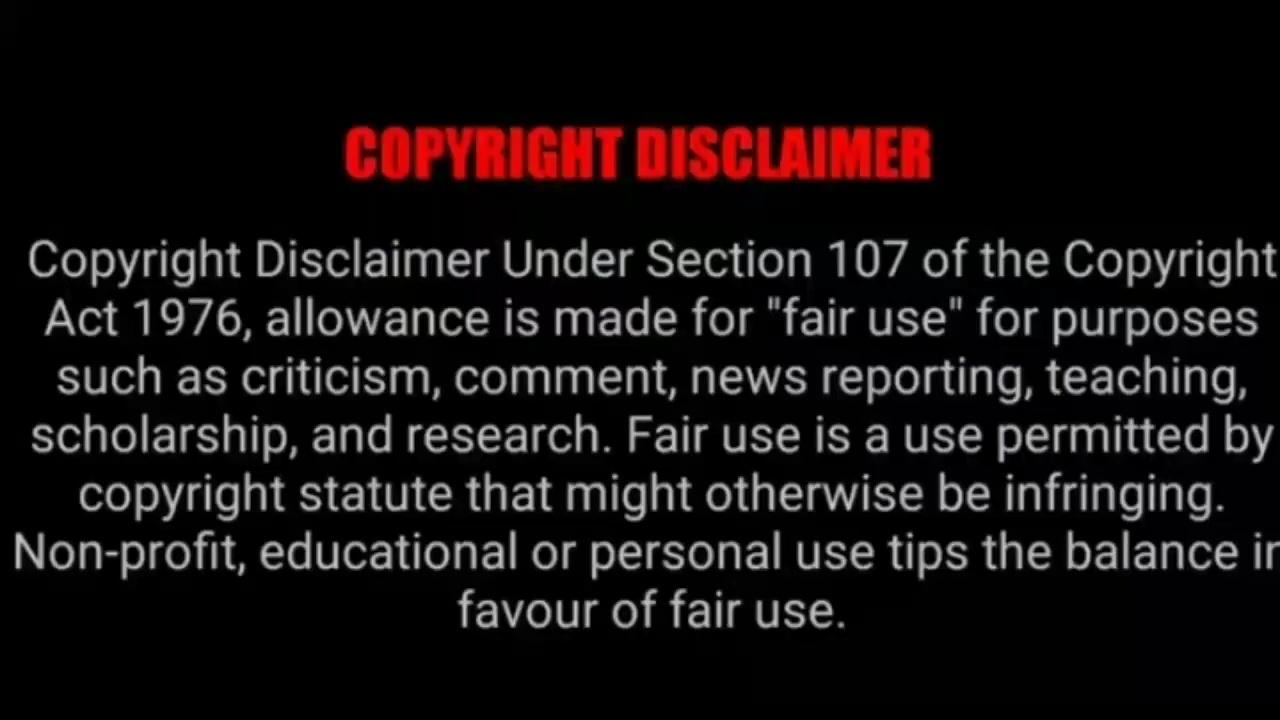 COPYRIGHT DISCLAIMER
Copyright Disclaimer Under Section 107 of the Copyright
Act 1976, allowance is made for "fair use" for purposes
such as criticism, comment, news reporting, teaching,
scholarship, and research. Fair use is a use permitted by
copyright statute that might otherwise be infringing.
Non-profit, educational or personal use tips the balance in
favour of fair use.